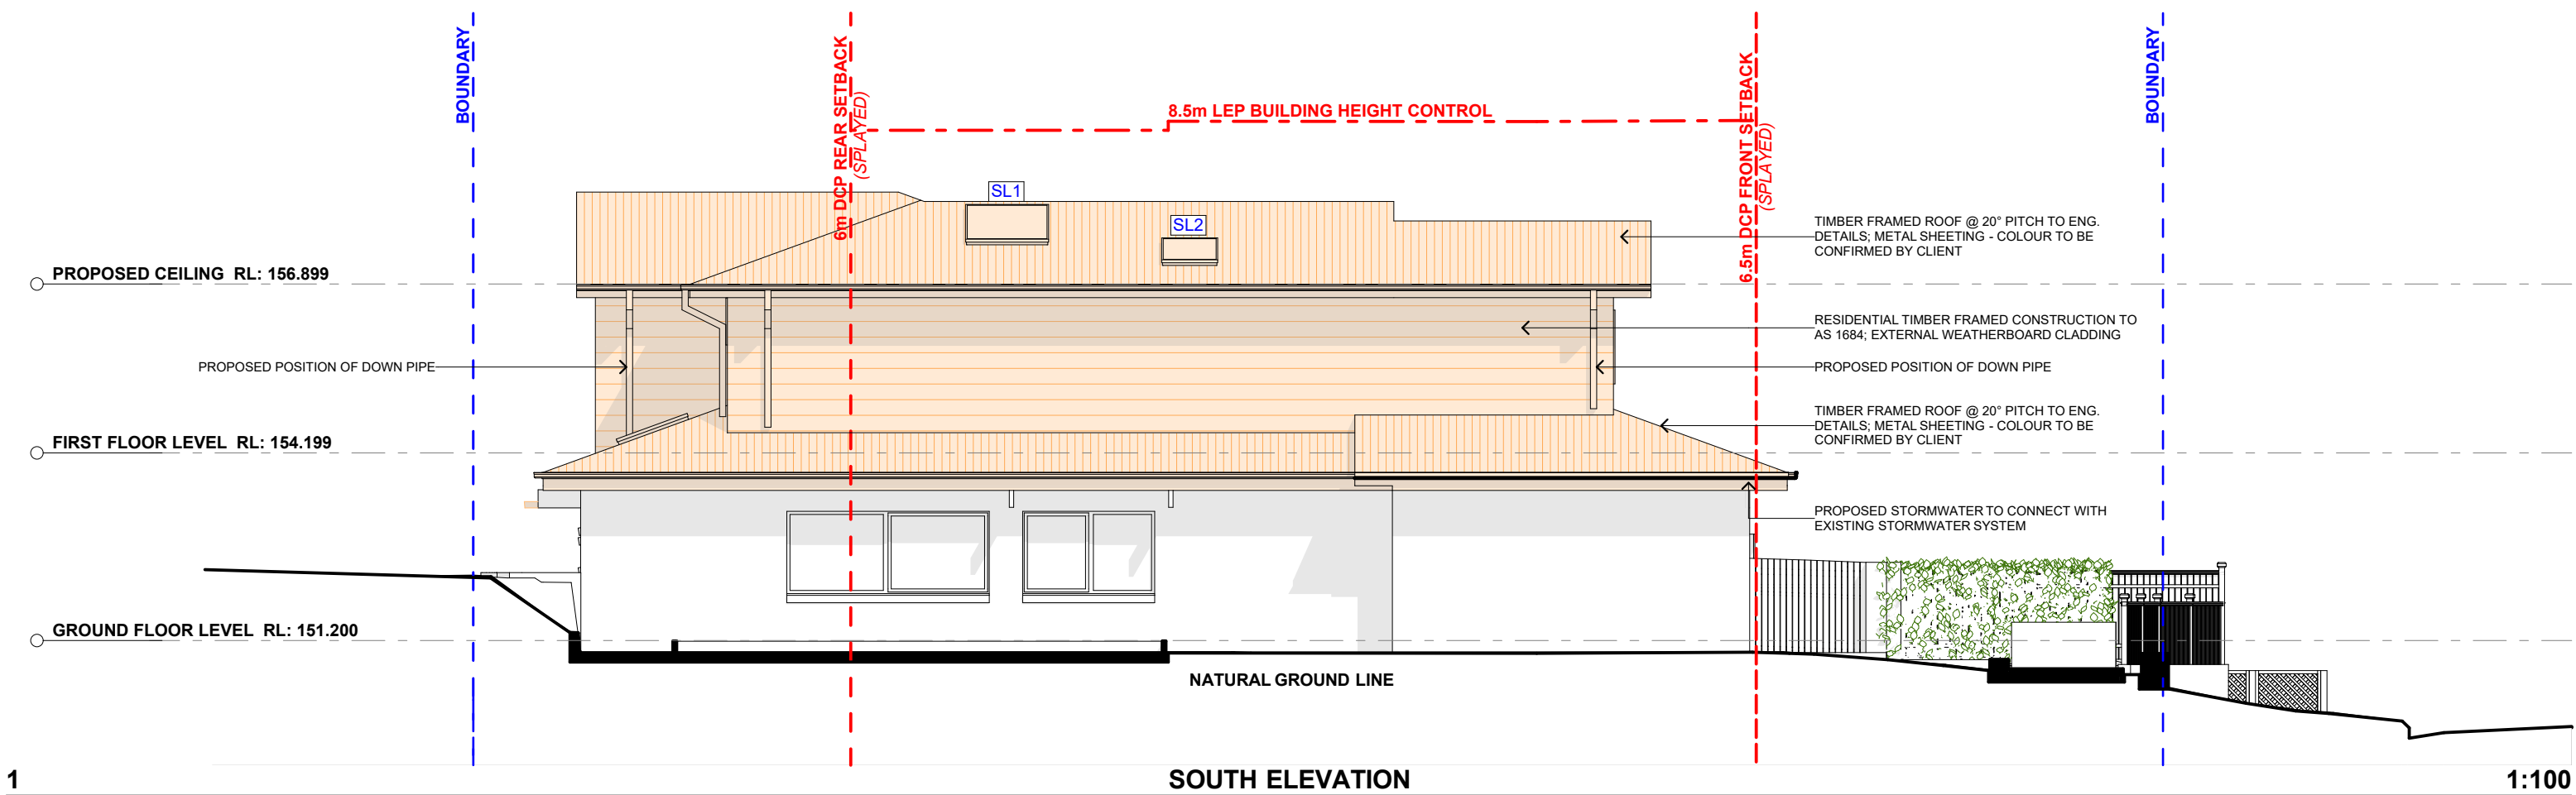 BOUNDARY
6m DCP REAR SETBACK
(SPLAYED)
8.5m LEP BUILDING HEIGHT CONTROL
6.5m DCP FRONT SETBACK
(SPLAYED)
BOUNDARY
SL1
SL2
TIMBER FRAMED ROOF @ 20° PITCH TO ENG.
DETAILS; METAL SHEETING - COLOUR TO BE
CONFIRMED BY CLIENT
PROPOSED CEILING RL: 156.899
RESIDENTIAL TIMBER FRAMED CONSTRUCTION TO
AS 1684; EXTERNAL WEATHERBOARD CLADDING
PROPOSED POSITION OF DOWN PIPE
PROPOSED POSITION OF DOWN PIPE
TIMBER FRAMED ROOF @ 20° PITCH TO ENG.
DETAILS; METAL SHEETING - COLOUR TO BE
CONFIRMED BY CLIENT
FIRST FLOOR LEVEL RL: 154.199
PROPOSED STORMWATER TO CONNECT WITH
EXISTING STORMWATER SYSTEM
GROUND FLOOR LEVEL RL: 151.200
NATURAL GROUND LINE
1
SOUTH ELEVATION
1:100